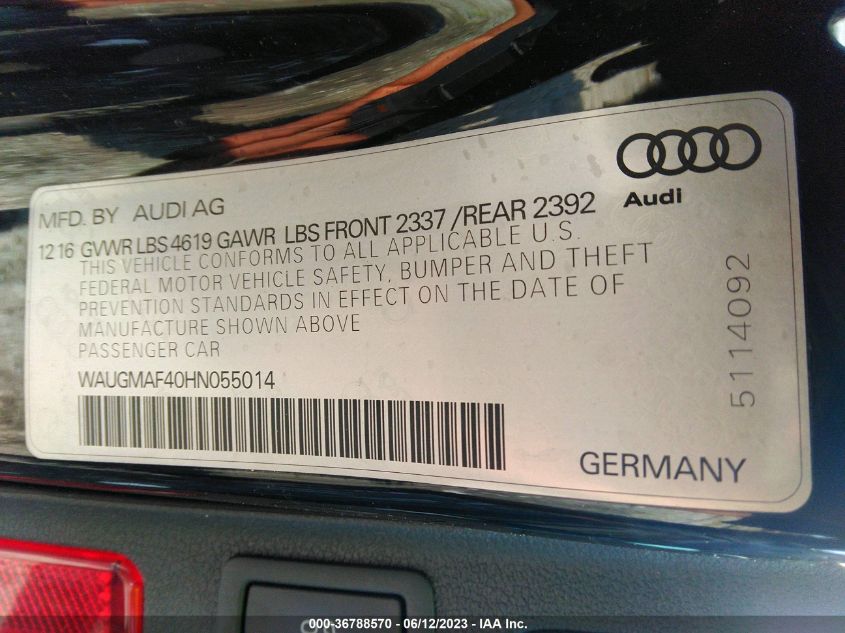 Audi
MFD. BY AUDI AG
12 16 GVWR LBS 4619 GAWR LBS FRONT 2337 /REAR 2392
THIS VEHICLE CONFORMS TO ALL APPLICABLE U.S.
FEDERAL MOTOR VEHICLE SAFETY, BUMPER AND THEFT
PREVENTION STANDARDS IN EFFECT ON THE DATE OF
MANUFACTURE SHOWN ABOVE
PASSENGER CAR
WAUGMAF40HN055014
5114092
GERMANY
000-36788570 - 06/12/2023 - IAA Inc.